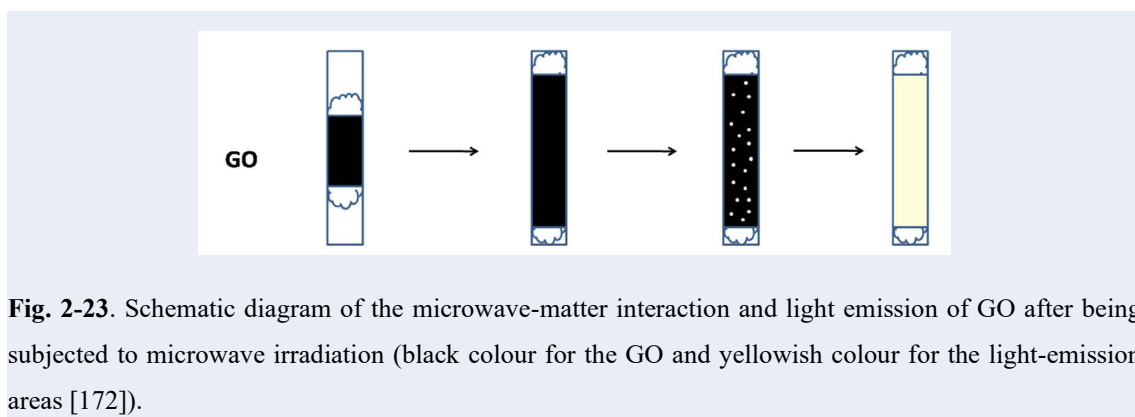 GO
Fig. 2-23. Schematic diagram of the microwave-matter interaction and light emission of GO after being
subjected to microwave irradiation (black colour for the GO and yellowish colour for the light-emission
areas [172]).